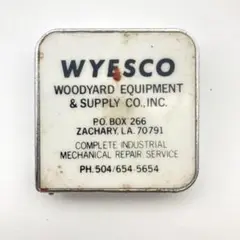 WYESCO
WOODYARD EQUIPMENT
& SUPPLY CO., INC.
P.O. BOX 266
ZACHARY, LA. 70791
COMPLETE INDUSTRIAL
MECHANICAL REPAIR SERVICE
PH. 504/654-5654